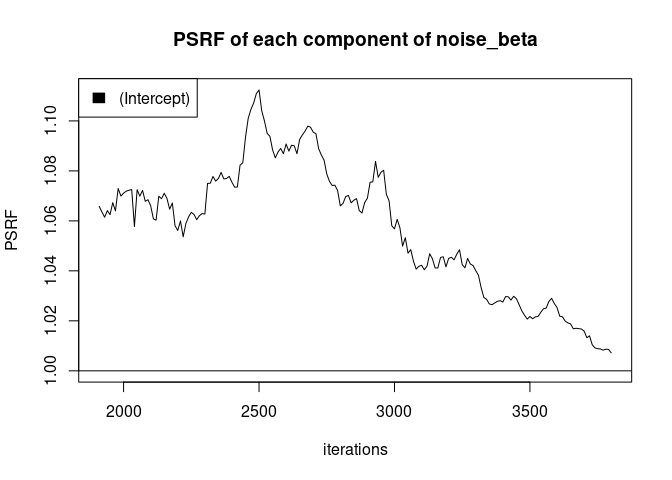 PSRF of each component of noise_beta
(Intercept)
PSRF
1.10
1.08
1.06
1.04
1.02
1.00
2000 2500 3000 3500
iterations